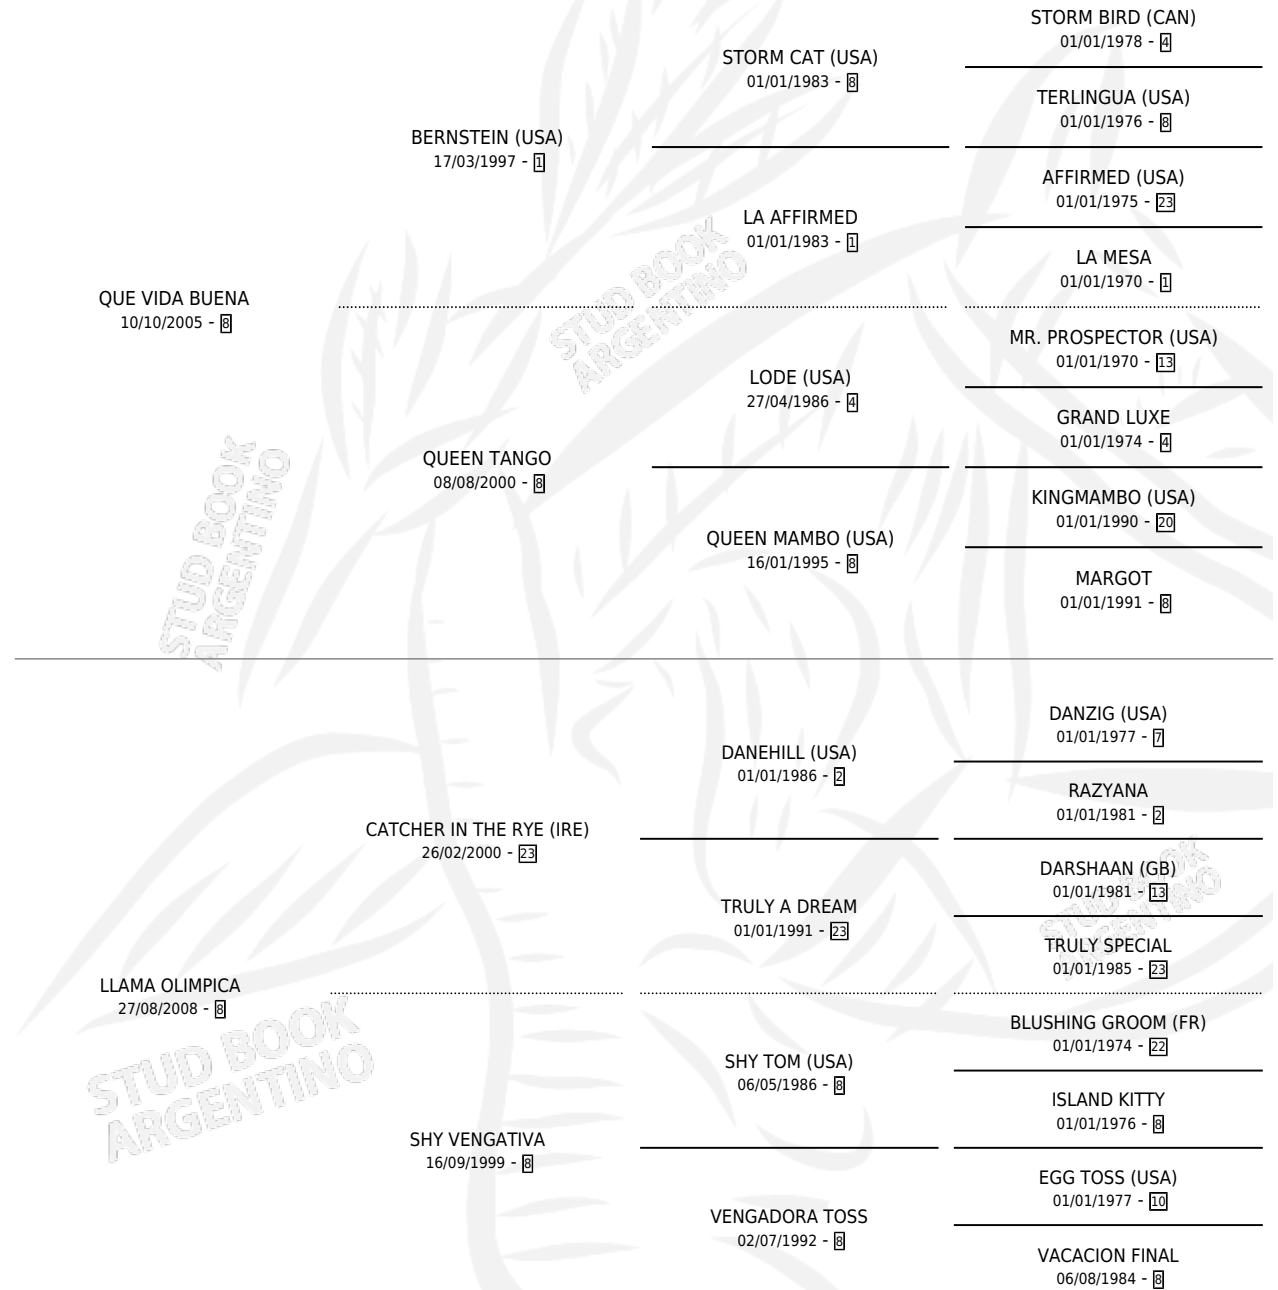 STORM BIRD (CAN)
01/01/1978 - 4
STORM CAT (USA)
01/01/1983 - 8
TERLINGUA (USA)
01/01/1976 - 8
BERNSTEIN (USA)
17/03/1997 - 1
AFFIRMED (USA)
01/01/1975 - 23
LA AFFIRMED
01/01/1983 - 1
LA MESA
01/01/1970 - 1
QUE VIDA BUENA
10/10/2005 - 8
MR. PROSPECTOR (USA)
01/01/1970 - 13
LODE (USA)
27/04/1986 - 4
GRAND LUXE
01/01/1974 - 4
QUEEN TANGO
08/08/2000 - 8
KINGMAMBO (USA)
01/01/1990 - 20
QUEEN MAMBO (USA)
16/01/1995 - 8
MARGOT
01/01/1991 - 8
STUD BOOK
ARGENTINO
STUD BOOK
ARGENTINO
DANZIG (USA)
01/01/1977 - 7
DANEHILL (USA)
01/01/1986 - 2
RAZYANA
01/01/1981 - 2
CATCHER IN THE RYE (IRE)
26/02/2000 - 23
DARSHAAN (GB)
01/01/1981 - 13
TRULY A DREAM
01/01/1991 - 23
TRULY SPECIAL
01/01/1985 - 23
LLAMA OLIMPICA
27/08/2008 - 8
BLUSHING GROOM (FR)
01/01/1974 - 22
SHY TOM (USA)
06/05/1986 - 8
ISLAND KITTY
01/01/1976 - 8
SHY VENGATIVA
16/09/1999 - 8
EGG TOSS (USA)
01/01/1977 - 10
VENGADORA TOSS
02/07/1992 - 8
VACACION FINAL
06/08/1984 - 8
STUD BOOK
ARGENTINO
STUD BOOK
ARGENTINO